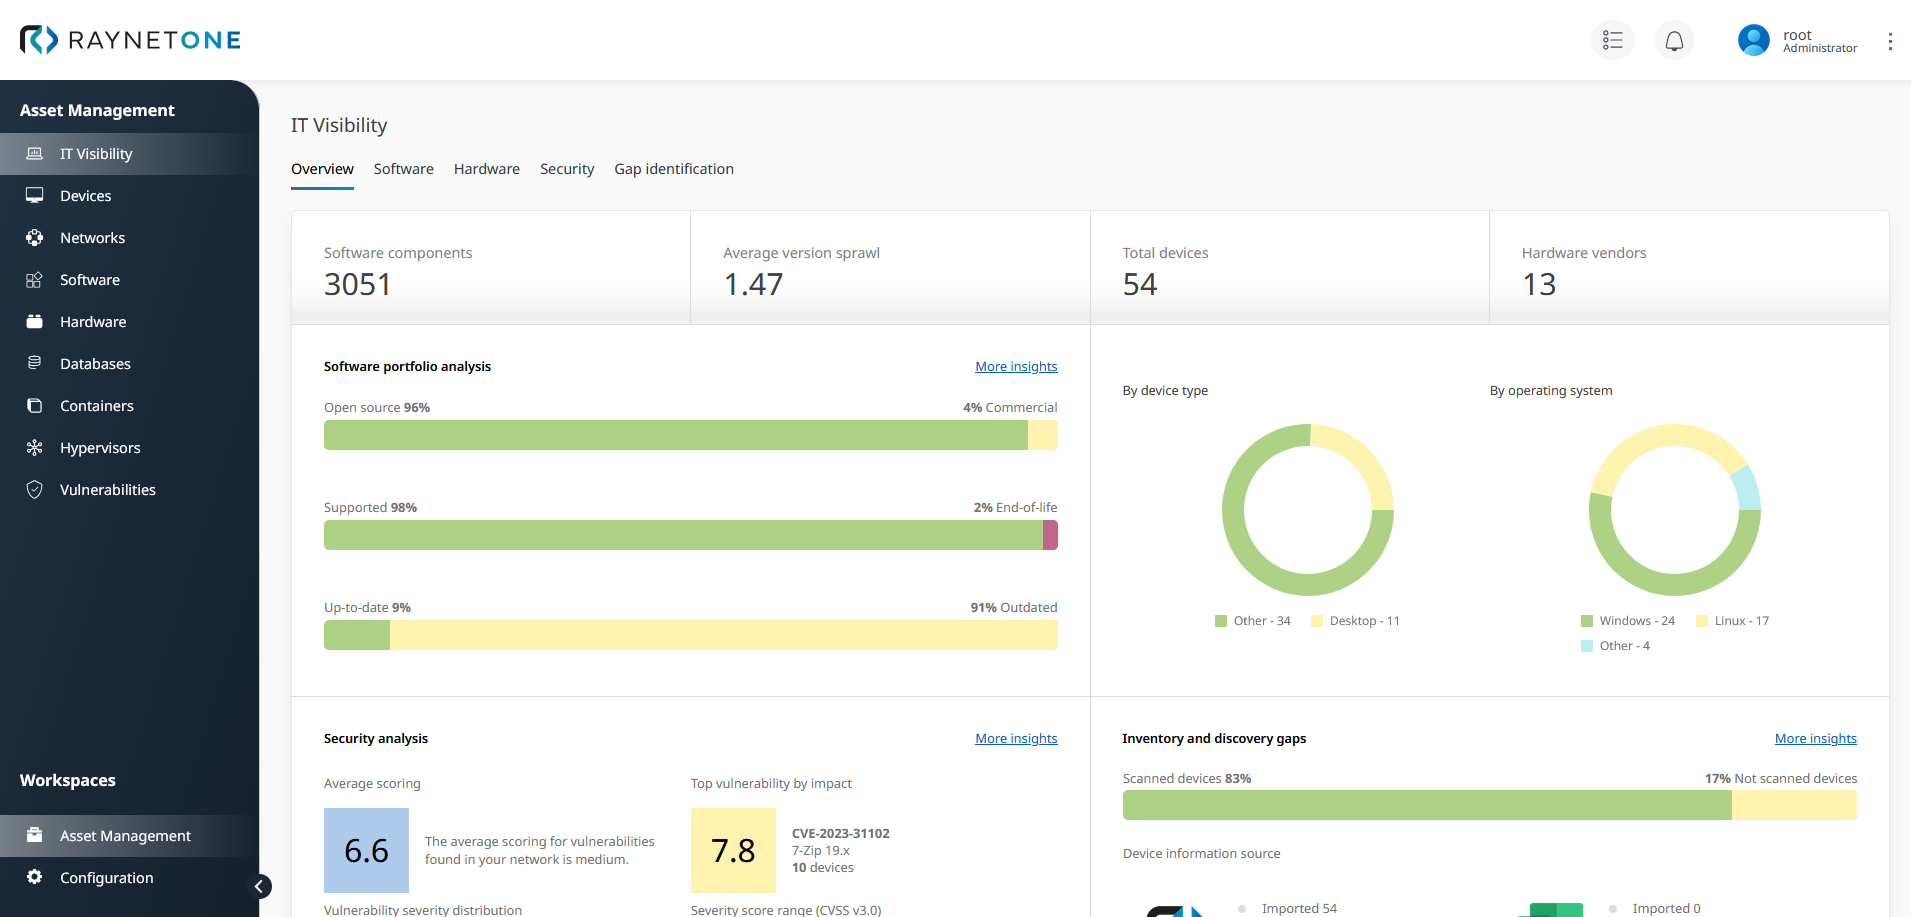 RAYNETONE
root
Administrator
Asset Management
IT Visibility
Devices
Networks
Software
Hardware
Databases
Containers
Hypervisors
Vulnerabilities
Workspaces
Asset Management
Configuration
IT Visibility
Overview Software Hardware Security Gap identification
Software components
3051
Average version sprawl
1.47
Total devices
54
Hardware vendors
13
Software portfolio analysis
More insights
Open source 96%
4% Commercial
Supported 98%
2% End-of-life
Up-to-date 9%
91% Outdated
By device type
Other - 34
Desktop - 11
By operating system
Windows - 24
Linux - 17
Other - 4
Security analysis
More insights
Average scoring
6.6
The average scoring for vulnerabilities
found in your network is medium.
Top vulnerability by impact
7.8
CVE-2023-31102
7-Zip 19.x
10 devices
Vulnerability severity distribution
Severity score range (CVSS v3.0)
Inventory and discovery gaps
More insights
Scanned devices 83%
17% Not scanned devices
Device information source
Imported 54
Imported 0